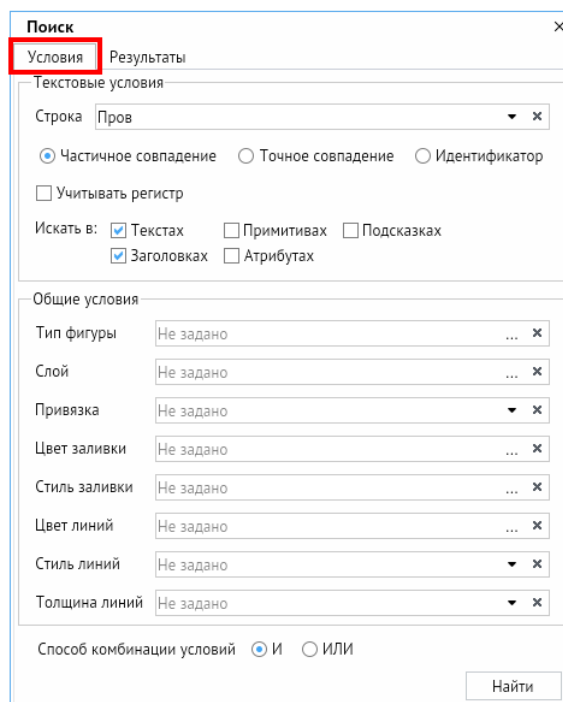 Поиск
Условия Результаты
Текстовые условия
Строка Пров
Частичное совпадение Точное совпадение Идентификатор
Учитывать регистр
Искать в: Текстах Примитивах Подсказках
Заголовках Атрибутах
Общие условия
Тип фигуры Не задано ...
Слой Не задано ...
Привязка Не задано
Цвет заливки Не задано ...
Стиль заливки Не задано ...
Цвет линий Не задано ...
Стиль линий Не задано
Толщина линий Не задано
Способ комбинации условий И ИЛИ
Найти